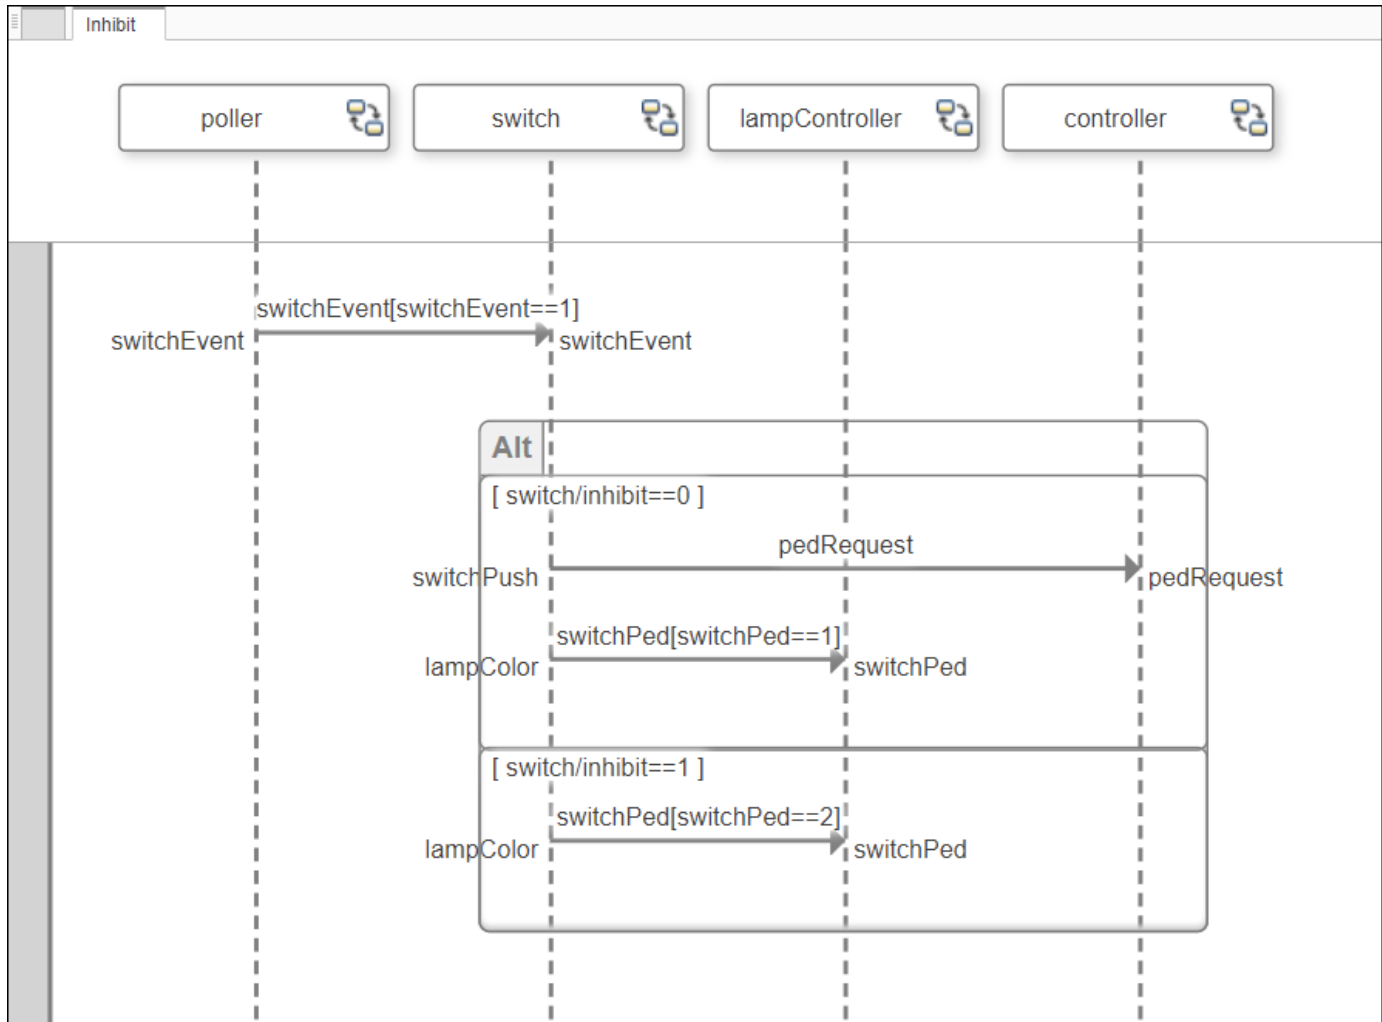 Inhibit
poller
switch
lampController
controller
switchEvent[switchEvent==1]
switchEvent
switchEvent
Alt
[ switch/inhibit==0 ]
pedRequest
switchPush
pedRequest
switchPed[switchPed==1]
lampColor
switchPed
[ switch/inhibit==1 ]
switchPed[switchPed==2]
lampColor
switchPed